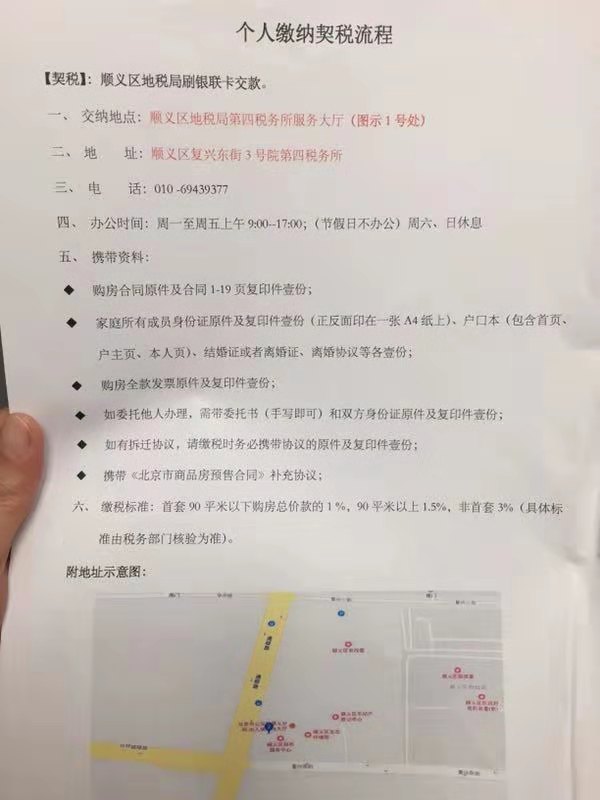 个人缴纳契税流程
【契税】：顺义区地税局刷银联卡交款。
一、 交纳地点：顺义区地税局第四税务所服务大厅（图示1号处）
二、 地 址：顺义区复兴东街3号院第四税务所
三、 电 话：010 -69439377
四、 办公时间：周一至周五上午 9:00--17:00；（节假日不办公）周六、日休息
五、 携带资料：
◆ 购房合同原件及合同 1-19 页复印件壹份；
◆ 家庭所有成员身份证原件及复印件壹份（正反面印在一张 A4 纸上）、户口本（包含首页、
户主页、本人页）、结婚证或者离婚证、离婚协议等各壹份；
◆ 购房全款发票原件及复印件壹份；
◆ 如委托他人办理，需带委托书（手写即可）和双方身份证原件及复印件壹份；
◆ 如有拆迁协议，请缴税时务必携带协议的原件及复印件壹份；
◆ 携带《北京市商品房预售合同》补充协议；
六、 缴税标准：首套 90 平米以下购房总价款的 1 %，90 平米以上 1.5%，非首套 3%（具体标
准由税务部门核验为准）。
附地址示意图：